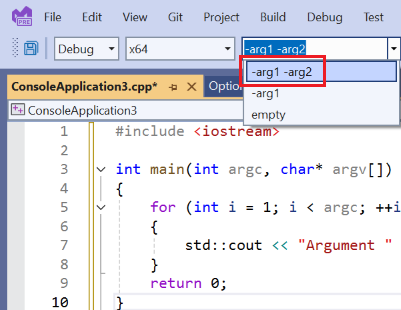 PRE File Edit Git Project Build Debug Test
Debug x64 -arg1 -arg2
-arg1 -arg2
-arg1
empty
ConsoleApplication3.cpp* Option
ConsoleApplication3
1 #include <iostream>
2
3 int main(int argc, char* argv[])
4 {
5 for (int i = 1; i < argc; ++i
6 {
7 std::cout << "Argument "
8 }
9 return 0;
10 }